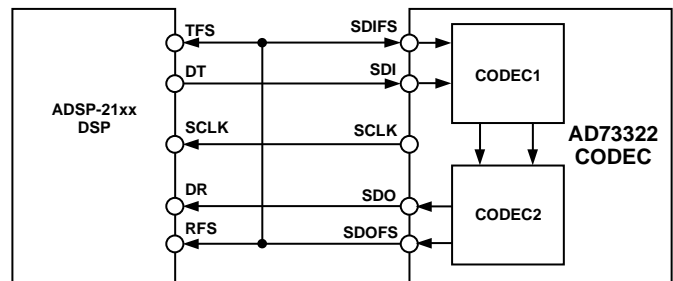 TFS SDIFS
DT SDI
CODEC1
ADSP-21xx
DSP
SCLK SCLK
AD73322
CODEC
DR SDO
CODEC2
RFS SDOFS